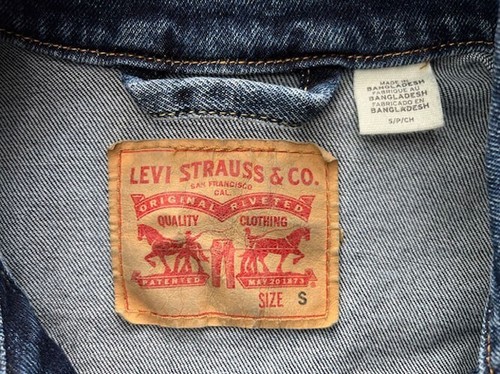 LEVI STRAUSS & CO.
SAN FRANCISCO
CAL.
ORIGINAL RIVETED
QUALITY CLOTHING
PATENTED MAY 20 1873
SIZE S
MADE IN
BANGLADESH
FABRIQUÉ AU
BANGLADESH
FABRICADO EN
BANGLADESH
S/P/CH